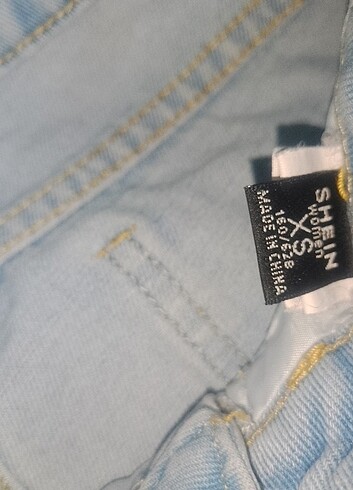 SHEIN
women
XS
160/62B
MADE IN CHINA